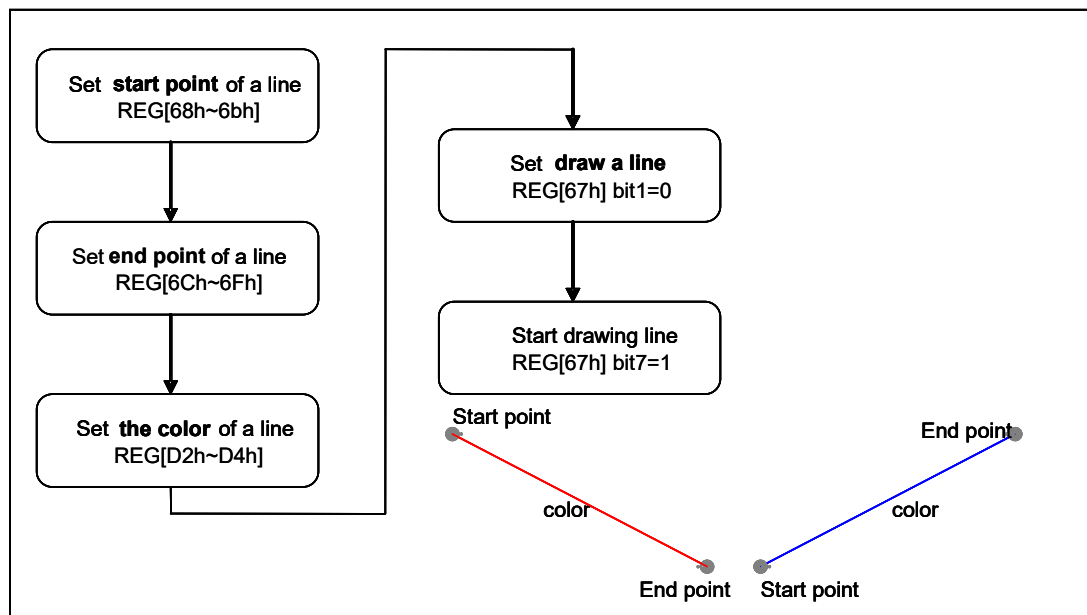 Set start point of a line
REG[68h~6bh]
Set end point of a line
REG[6Ch~6Fh]
Set the color of a line
REG[D2h~D4h]
Set draw a line
REG[67h] bit1=0
Start drawing line
REG[67h] bit7=1
Start point
color
End point
End point
color
Start point